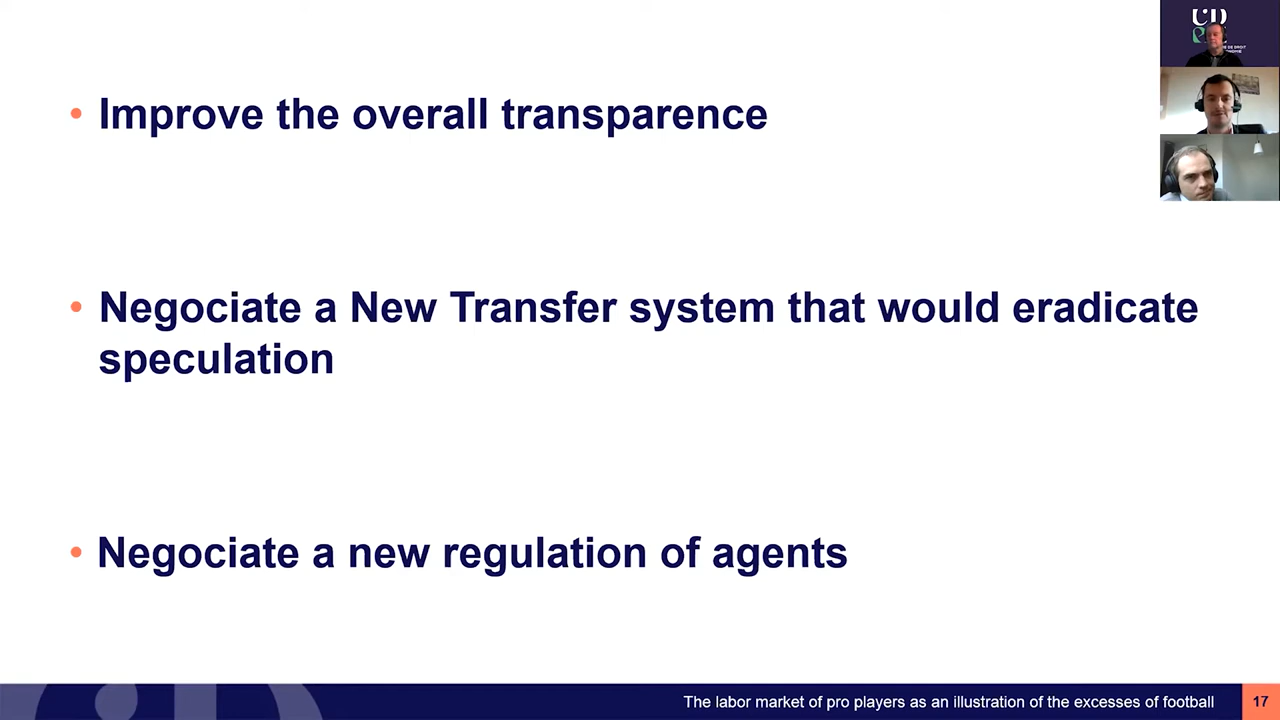 • Improve the overall transparence
• Negociate a New Transfer system that would eradicate
speculation
• Negociate a new regulation of agents
The labor market of pro players as an illustration of the excesses of football
17